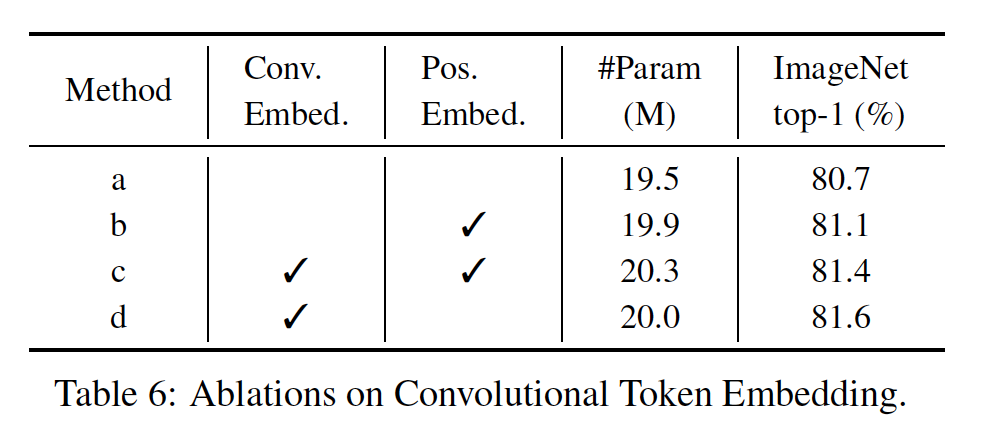 Method Conv. Embed. Pos. Embed. #Param (M) ImageNet top-1 (%)
a 19.5 80.7
b ✓ 19.9 81.1
c ✓ ✓ 20.3 81.4
d ✓ 20.0 81.6
Table 6: Ablations on Convolutional Token Embedding.